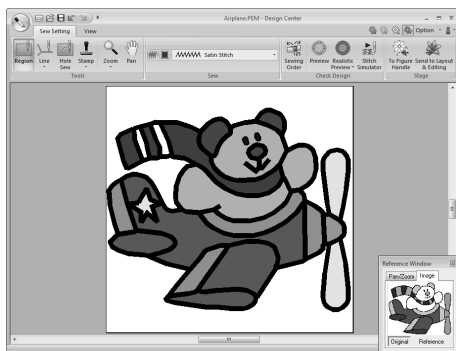 Airplane.PEM - Design Center
Sew Setting View Option
Region Line Hole Sew Stamp Zoom Pan
Satin Stitch
Sewing Order Preview Realistic Preview Stitch Simulator
To Figure Handle Send to Layout & Editing
Tools Sew Check Design Stage
Reference Window
Pan/Zoom Image
Original Reference